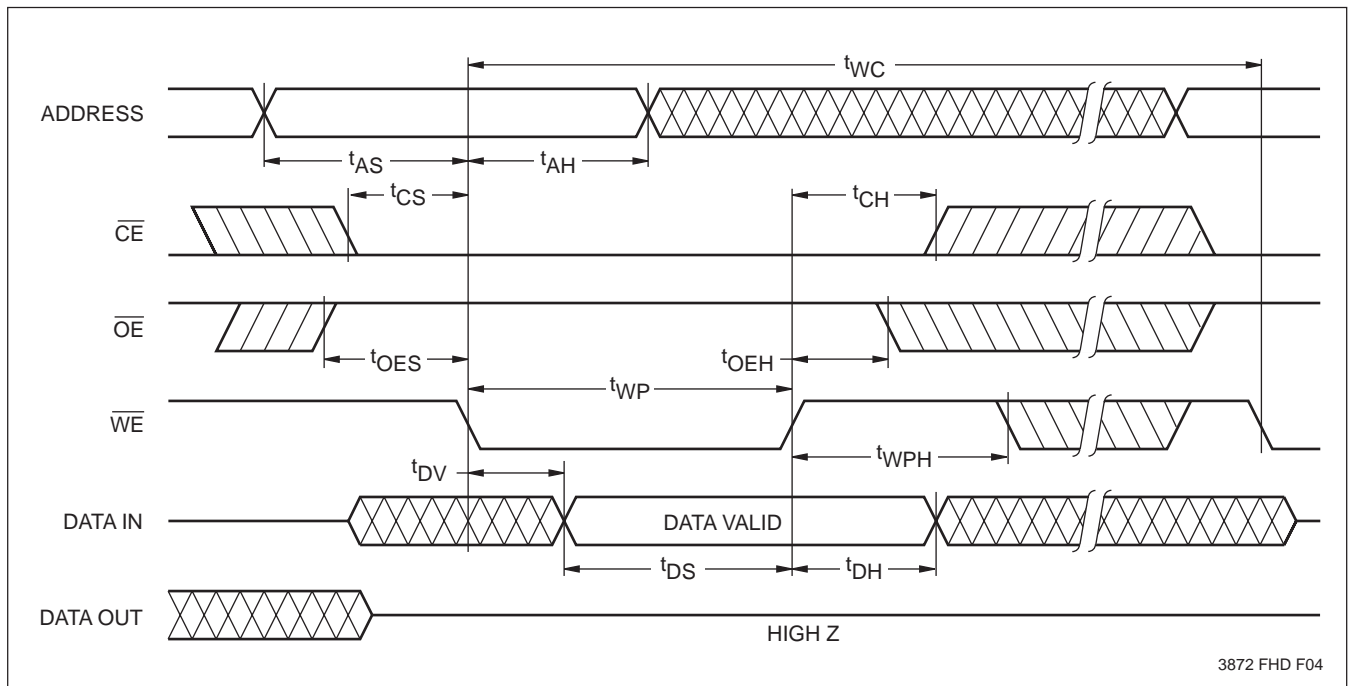 tWC
ADDRESS
tAS
tAH
tCS
tCH
CE
OE
tOES
tOEH
tWP
WE
tWPH
tDV
DATA IN
DATA VALID
tDS
tDH
DATA OUT
HIGH Z
3872 FHD F04